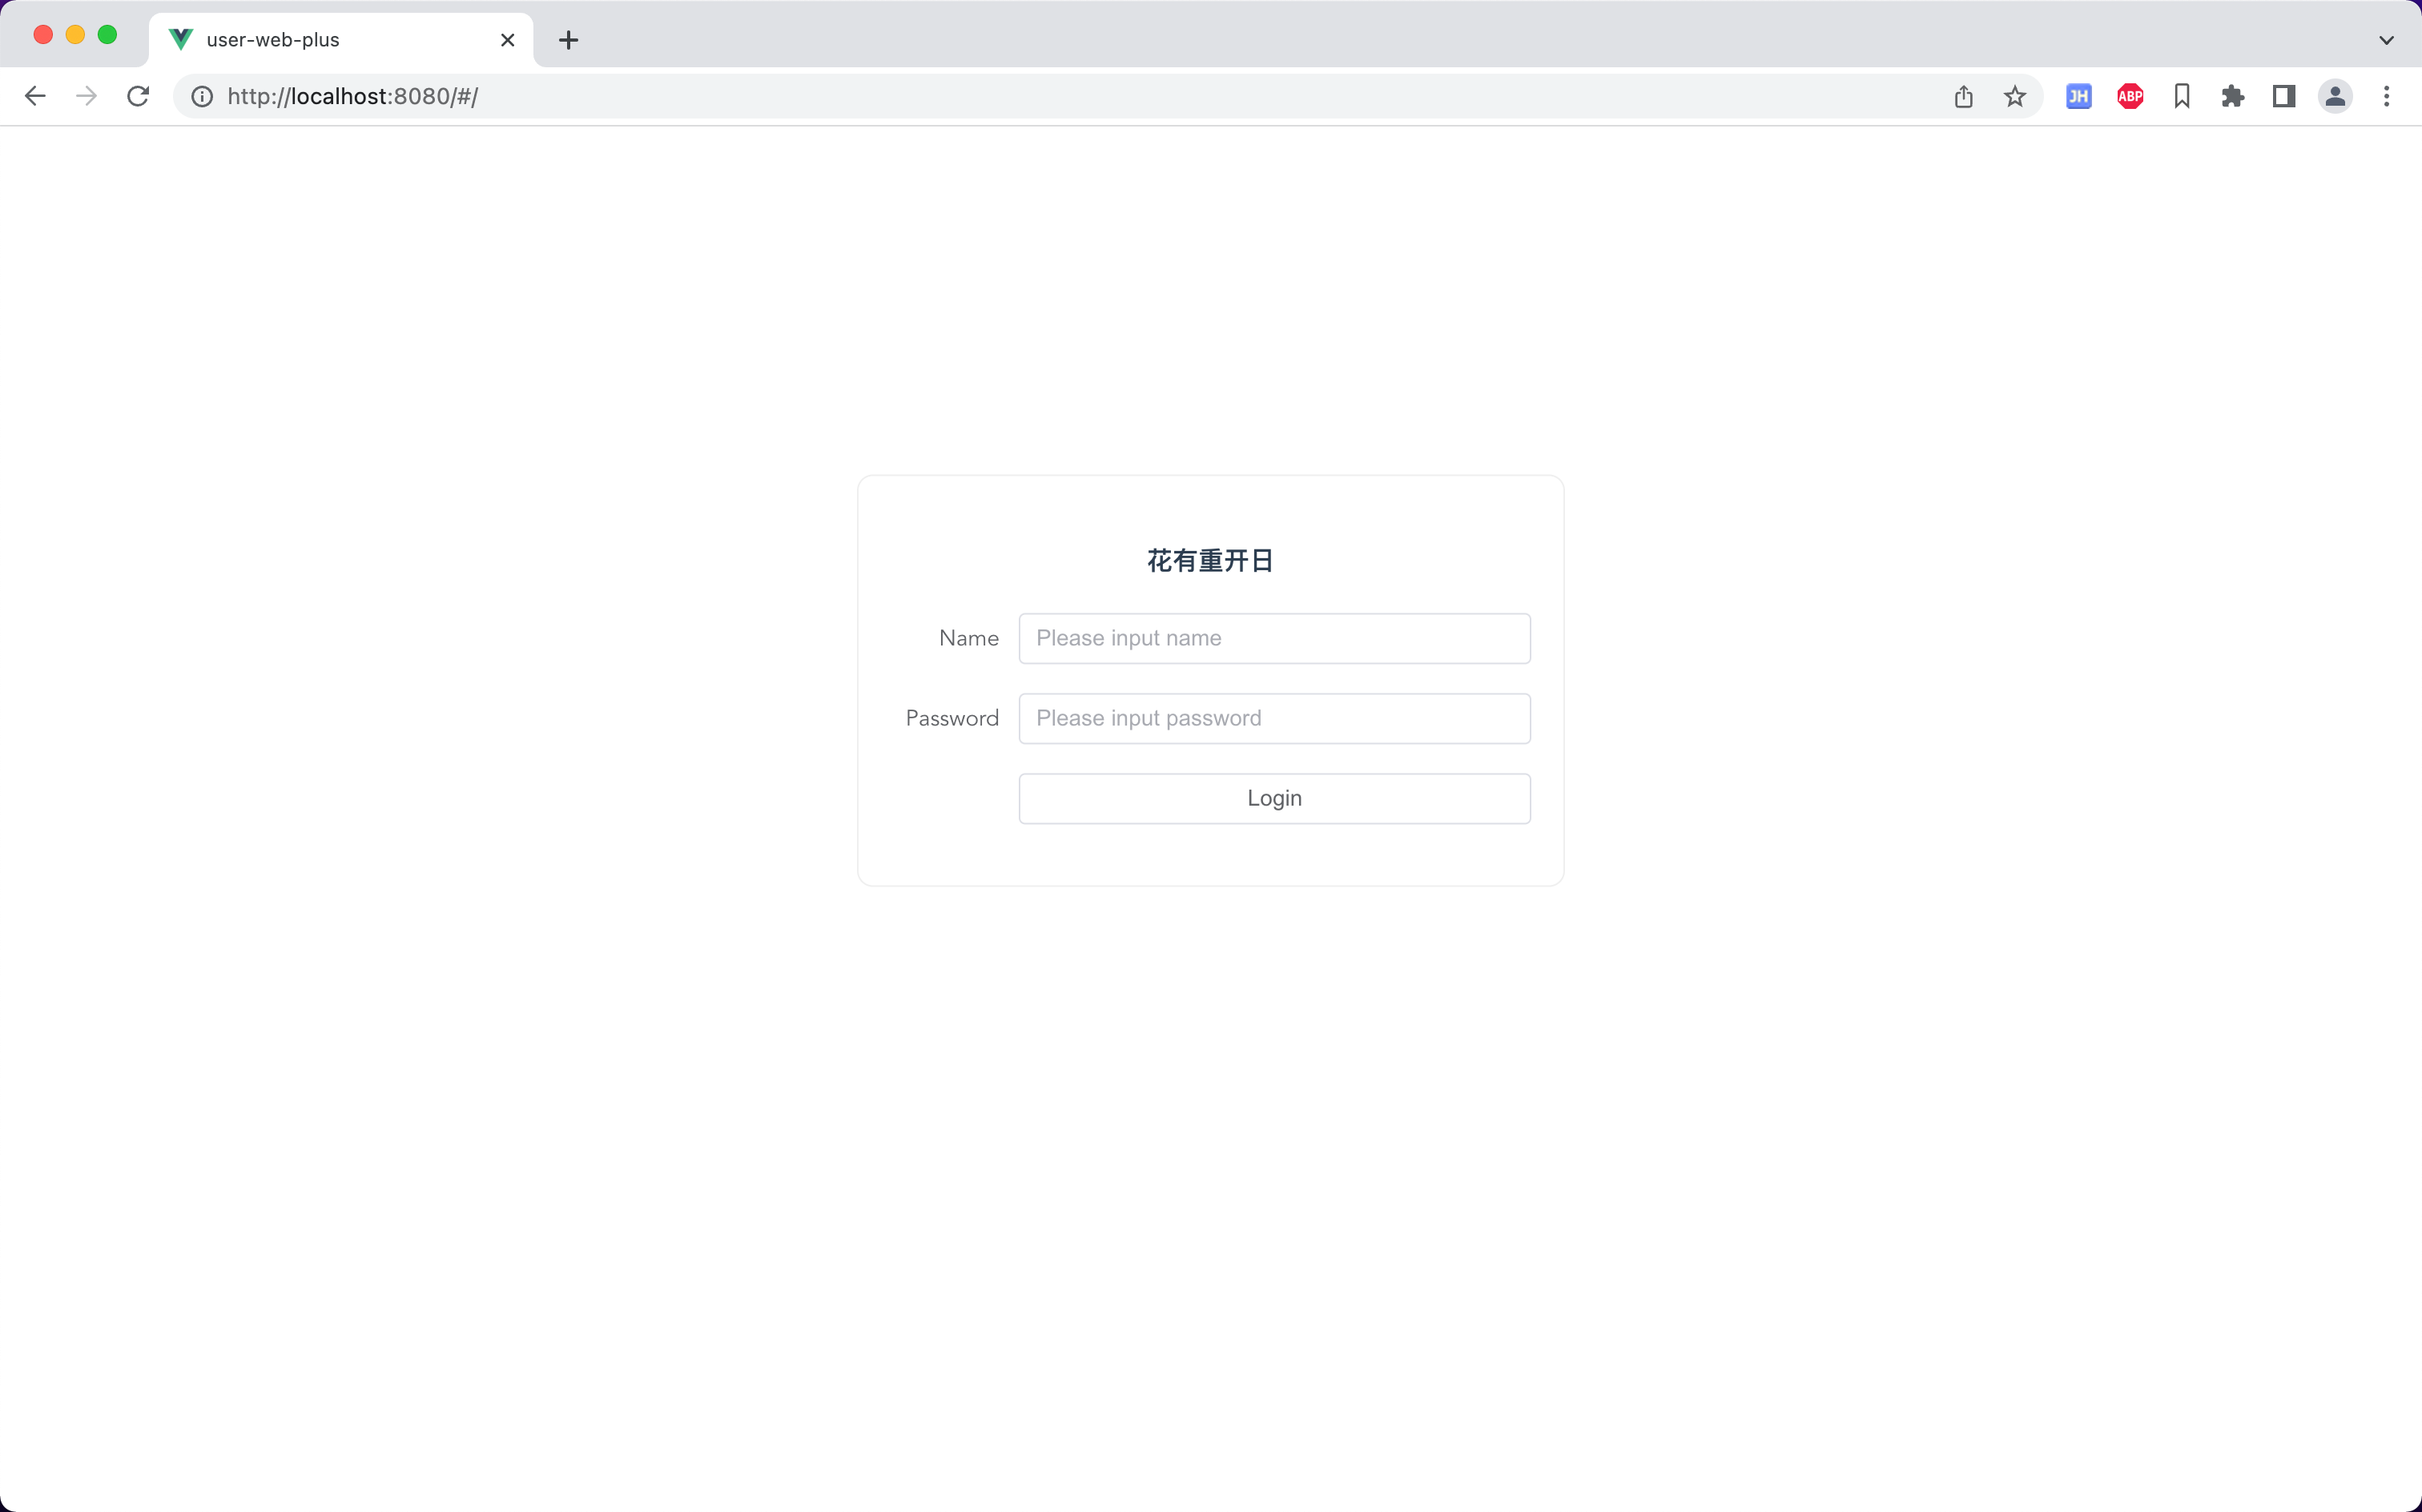 user-web-plus
http://localhost:8080/#/
JH
ABP
花有重开日
Name
Please input name
Password
Please input password
Login